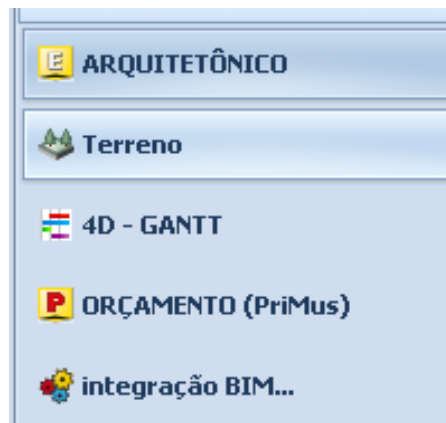 E ARQUITETÔNICO
Terreno
4D - GANTT
P ORÇAMENTO (PriMus)
integração BIM...